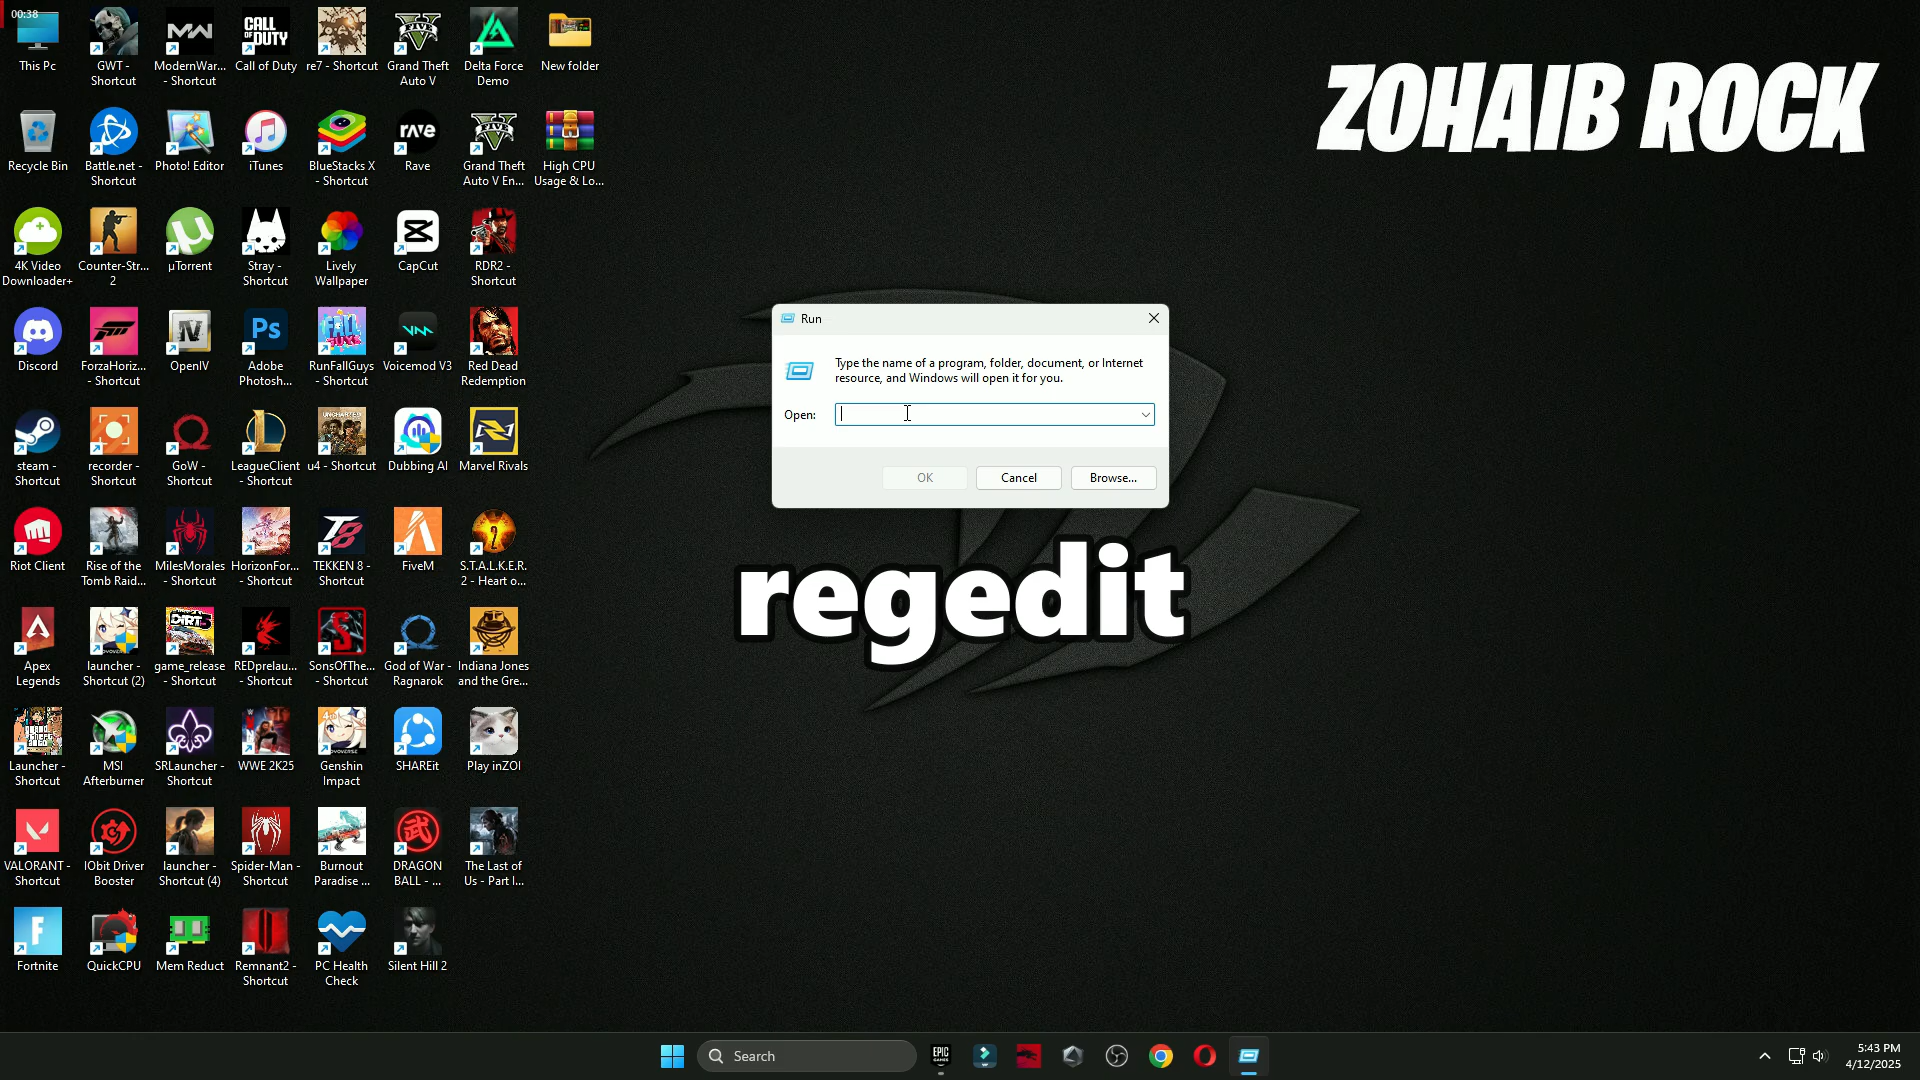 00:38
This Pc
GWT -
Shortcut
ModernWar...
- Shortcut
Call of Duty
re7 - Shortcut
Grand Theft
Auto V
Delta Force
Demo
New folder
ZOHAIB ROCK
Recycle Bin
Battle.net -
Shortcut
Photo! Editor
iTunes
BlueStacks X
- Shortcut
Rave
Grand Theft
Auto V En...
High CPU
Usage & Lo...
4K Video
Downloader+
Counter-Str...
2
µTorrent
Stray -
Shortcut
Lively
Wallpaper
CapCut
RDR2 -
Shortcut
Discord
ForzaHoriz...
- Shortcut
OpenIV
Adobe
Photosh...
RunFallGuys
- Shortcut
Voicemod V3
Red Dead
Redemption
Run
Type the name of a program, folder, document, or Internet
resource, and Windows will open it for you.
Open:
OK
Cancel
Browse...
steam -
Shortcut
recorder -
Shortcut
GoW -
Shortcut
LeagueClient
- Shortcut
u4 - Shortcut
Dubbing AI
Marvel Rivals
regedit
Riot Client
Rise of the
Tomb Raid...
MilesMorales
- Shortcut
HorizonFor...
- Shortcut
TEKKEN 8 -
Shortcut
FiveM
S.T.A.L.K.E.R.
2 - Heart o...
Apex
Legends
launcher -
Shortcut (2)
game_release
- Shortcut
REDprelau...
- Shortcut
SonsOfThe...
- Shortcut
God of War -
Ragnarok
Indiana Jones
and the Gre...
Launcher -
Shortcut
MSI
Afterburner
SRLauncher -
Shortcut
WWE 2K25
Genshin
Impact
SHAREit
Play inZOI
VALORANT -
Shortcut
IObit Driver
Booster
launcher -
Shortcut (4)
Spider-Man -
Shortcut
Burnout
Paradise ...
DRAGON
BALL - ...
The Last of
Us - Part I...
Fortnite
QuickCPU
Mem Reduct
Remnant2 -
Shortcut
PC Health
Check
Silent Hill 2
Search
5:43 PM
4/12/2025